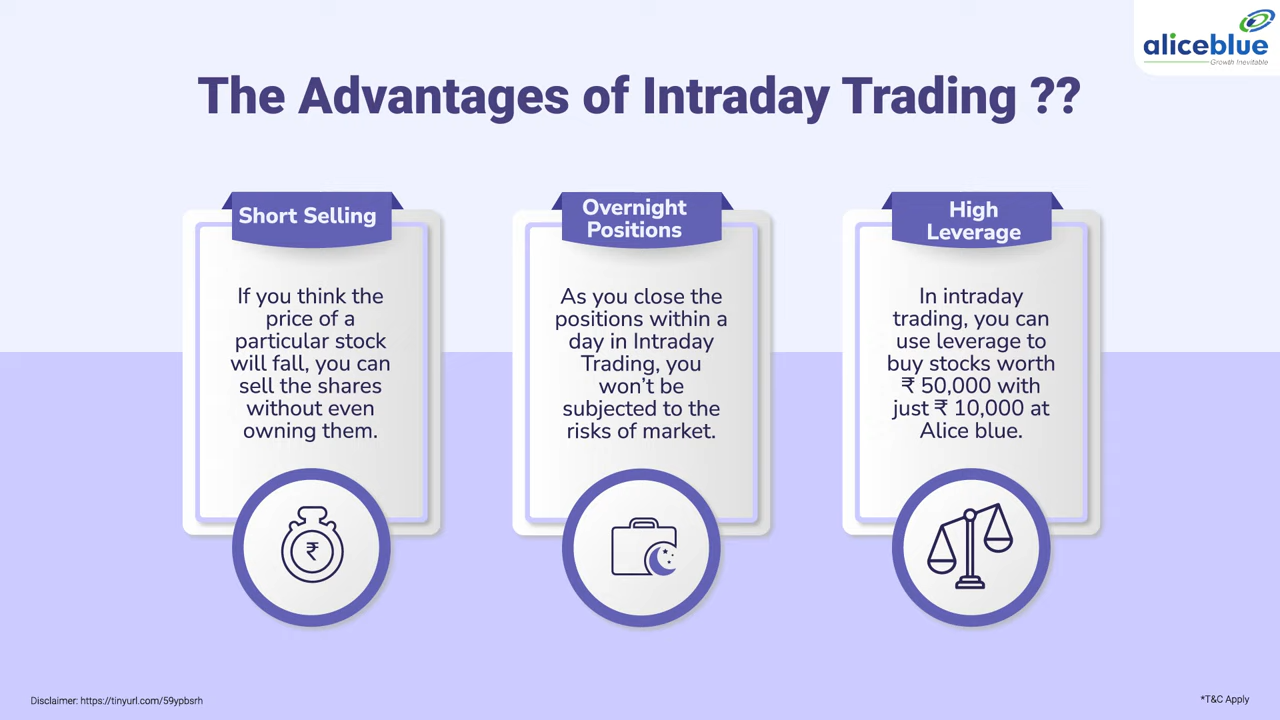 aliceblue
Growth Inevitable
The Advantages of Intraday Trading ??
Short Selling
If you think the
price of a
particular stock
will fall, you can
sell the shares
without even
owning them.
₹
Overnight
Positions
As you close the
positions within a
day in Intraday
Trading, you
won’t be
subjected to the
risks of market.
High
Leverage
In intraday
trading, you can
use leverage to
buy stocks worth
₹ 50,000 with
just ₹ 10,000 at
Alice blue.
Disclaimer: https://tinyurl.com/59ypbsrh
*T&C Apply